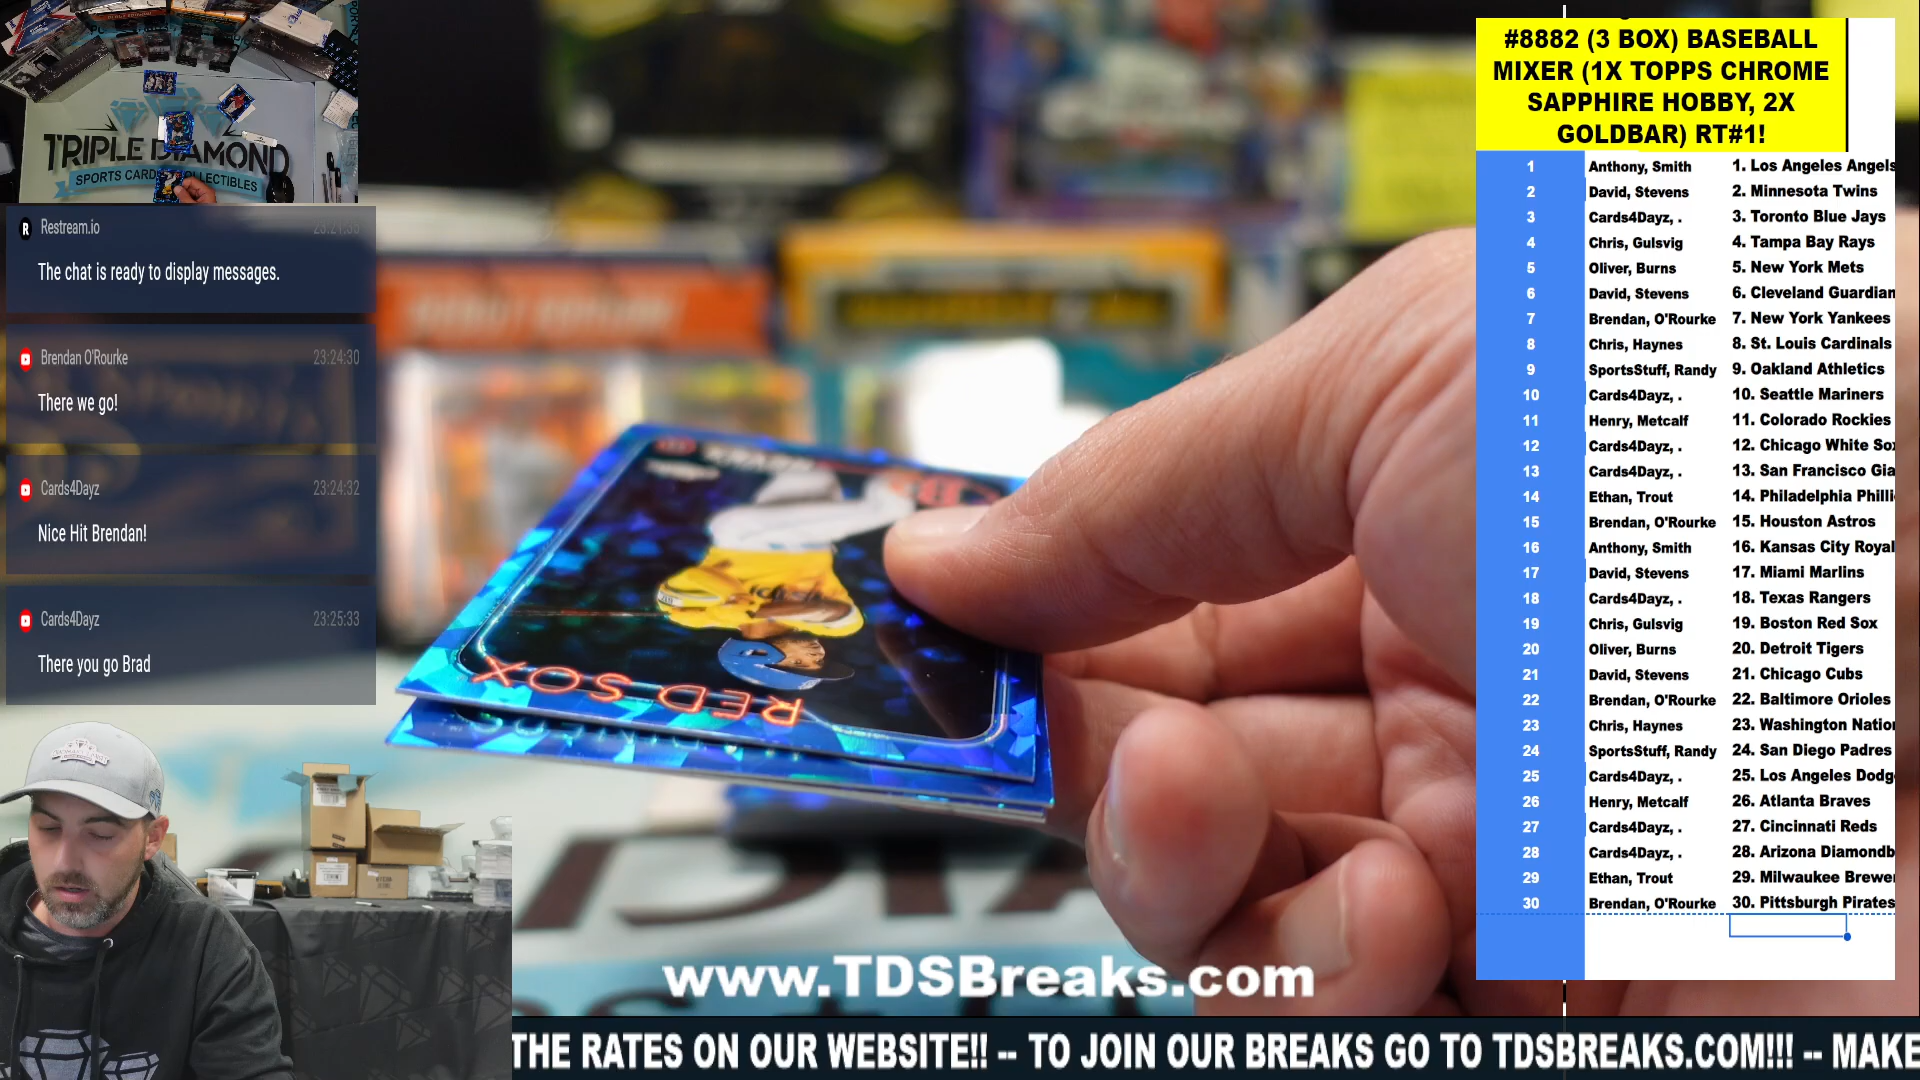 TRIPLE DIAMOND
SPORTS CARDS COLLECTIBLES
Restream.io 23:21:35
The chat is ready to display messages.
Brendan O'Rourke 23:24:30
There we go!
Cards4Dayz 23:24:32
Nice Hit Brendan!
Cards4Dayz 23:25:33
There you go Brad
RED SOX
www.TDSBreaks.com
#8882 (3 BOX) BASEBALL
MIXER (1X TOPPS CHROME
SAPPHIRE HOBBY, 2X
GOLDBAR) RT#1!
1 Anthony, Smith 1. Los Angeles Angels
2 David, Stevens 2. Minnesota Twins
3 Cards4Dayz, . 3. Toronto Blue Jays
4 Chris, Gulsvig 4. Tampa Bay Rays
5 Oliver, Burns 5. New York Mets
6 David, Stevens 6. Cleveland Guardian
7 Brendan, O'Rourke 7. New York Yankees
8 Chris, Haynes 8. St. Louis Cardinals
9 SportsStuff, Randy 9. Oakland Athletics
10 Cards4Dayz, . 10. Seattle Mariners
11 Henry, Metcalf 11. Colorado Rockies
12 Cards4Dayz, . 12. Chicago White Sox
13 Cards4Dayz, . 13. San Francisco Gia
14 Ethan, Trout 14. Philadelphia Philli
15 Brendan, O'Rourke 15. Houston Astros
16 Anthony, Smith 16. Kansas City Royal
17 David, Stevens 17. Miami Marlins
18 Cards4Dayz, . 18. Texas Rangers
19 Chris, Gulsvig 19. Boston Red Sox
20 Oliver, Burns 20. Detroit Tigers
21 David, Stevens 21. Chicago Cubs
22 Brendan, O'Rourke 22. Baltimore Orioles
23 Chris, Haynes 23. Washington Natio
24 SportsStuff, Randy 24. San Diego Padres
25 Cards4Dayz, . 25. Los Angeles Dodg
26 Henry, Metcalf 26. Atlanta Braves
27 Cards4Dayz, . 27. Cincinnati Reds
28 Cards4Dayz, . 28. Arizona Diamondb
29 Ethan, Trout 29. Milwaukee Brewe
30 Brendan, O'Rourke 30. Pittsburgh Pirates
THE RATES ON OUR WEBSITE!! -- TO JOIN OUR BREAKS GO TO TDSBREAKS.COM!!! -- MAKE